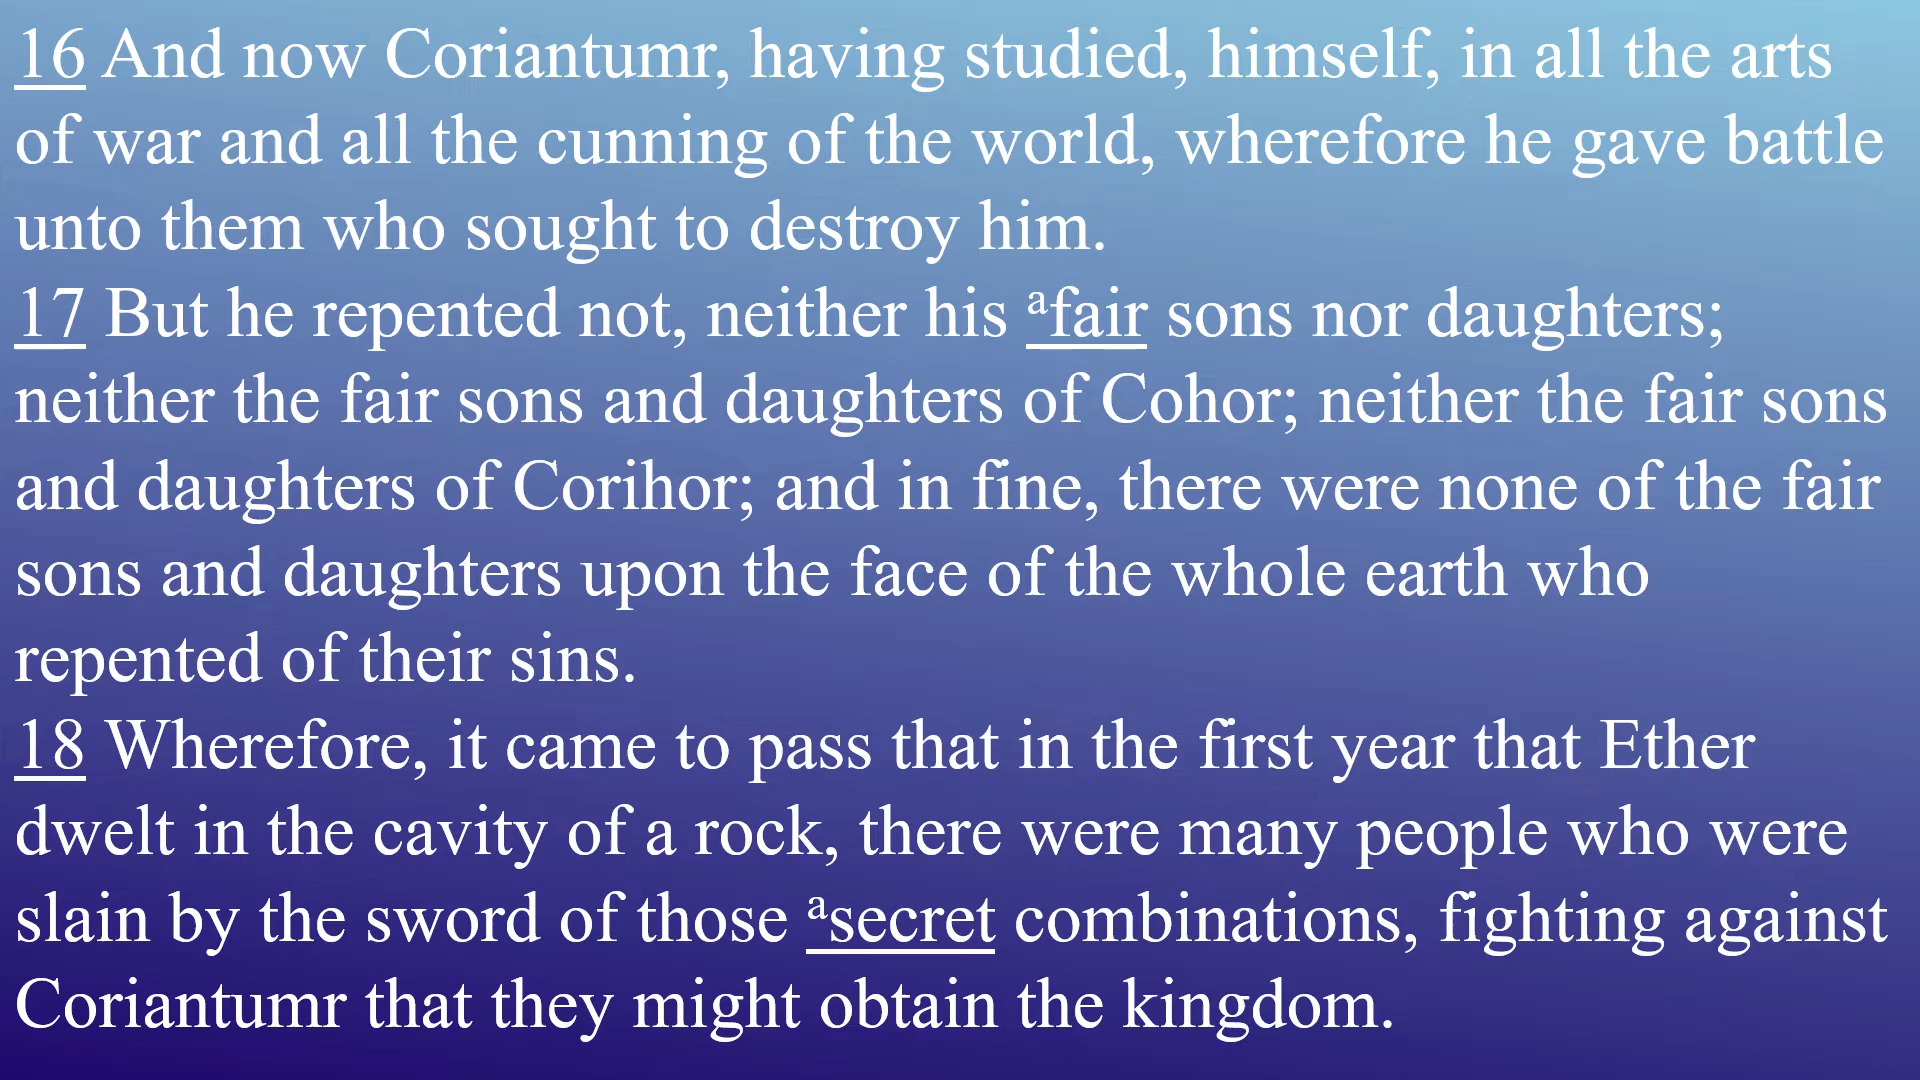 16 And now Coriantumr, having studied, himself, in all the arts
of war and all the cunning of the world, wherefore he gave battle
unto them who sought to destroy him.
17 But he repented not, neither his ᵃfair sons nor daughters;
neither the fair sons and daughters of Cohor; neither the fair sons
and daughters of Corihor; and in fine, there were none of the fair
sons and daughters upon the face of the whole earth who
repented of their sins.
18 Wherefore, it came to pass that in the first year that Ether
dwelt in the cavity of a rock, there were many people who were
slain by the sword of those ᵃsecret combinations, fighting against
Coriantumr that they might obtain the kingdom.